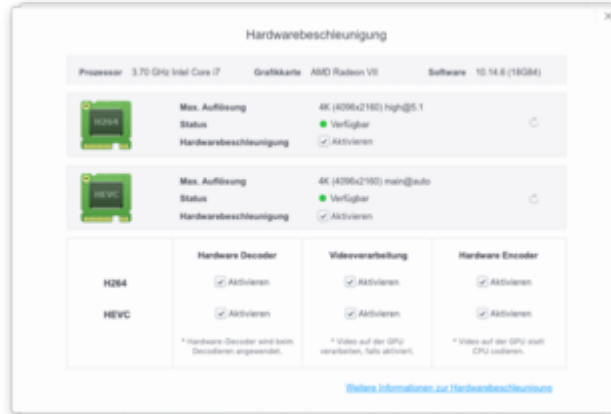 Hardwarebeschleunigung
Prozessor 3.70 GHz Intel Core i7 Grafikkarte AMD Radeon VII Software 10.14.6 (18G84)
H264
Max. Auflösung 4K (4096x2160) high@5.1
Status Verfügbar
Hardwarebeschleunigung Aktivieren
HEVC
Max. Auflösung 4K (4096x2160) main@auto
Status Verfügbar
Hardwarebeschleunigung Aktivieren
Hardware Decoder Videoverarbeitung Hardware Encoder
H264 Aktivieren Aktivieren Aktivieren
HEVC Aktivieren Aktivieren Aktivieren
* Hardware-Decoder wird beim * Video auf der GPU * Video auf der GPU statt
Decodieren angewendet. verarbeiten, falls aktiviert. CPU codieren.
Weitere Informationen zur Hardwarebeschleunigung